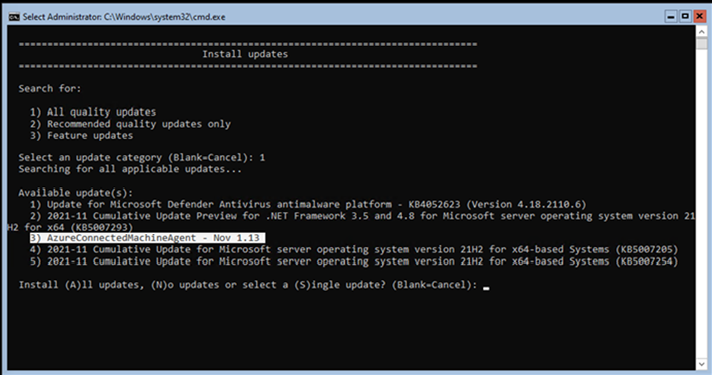 Select Administrator: C:\Windows\system32\cmd.exe
================================================================================
Install updates
================================================================================
Search for:
1) All quality updates
2) Recommended quality updates only
3) Feature updates
Select an update category (Blank=Cancel): 1
Searching for all applicable updates...
Available update(s):
1) Update for Microsoft Defender Antivirus antimalware platform - KB4052623 (Version 4.18.2110.6)
2) 2021-11 Cumulative Update Preview for .NET Framework 3.5 and 4.8 for Microsoft server operating system version 21
H2 for x64 (KB5007293)
3) AzureConnectedMachineAgent - Nov 1.13
4) 2021-11 Cumulative Update for Microsoft server operating system version 21H2 for x64-based Systems (KB5007205)
5) 2021-11 Cumulative Update for Microsoft server operating system version 21H2 for x64-based Systems (KB5007254)
Install (A)ll updates, (N)o updates or select a (S)ingle update? (Blank=Cancel): _